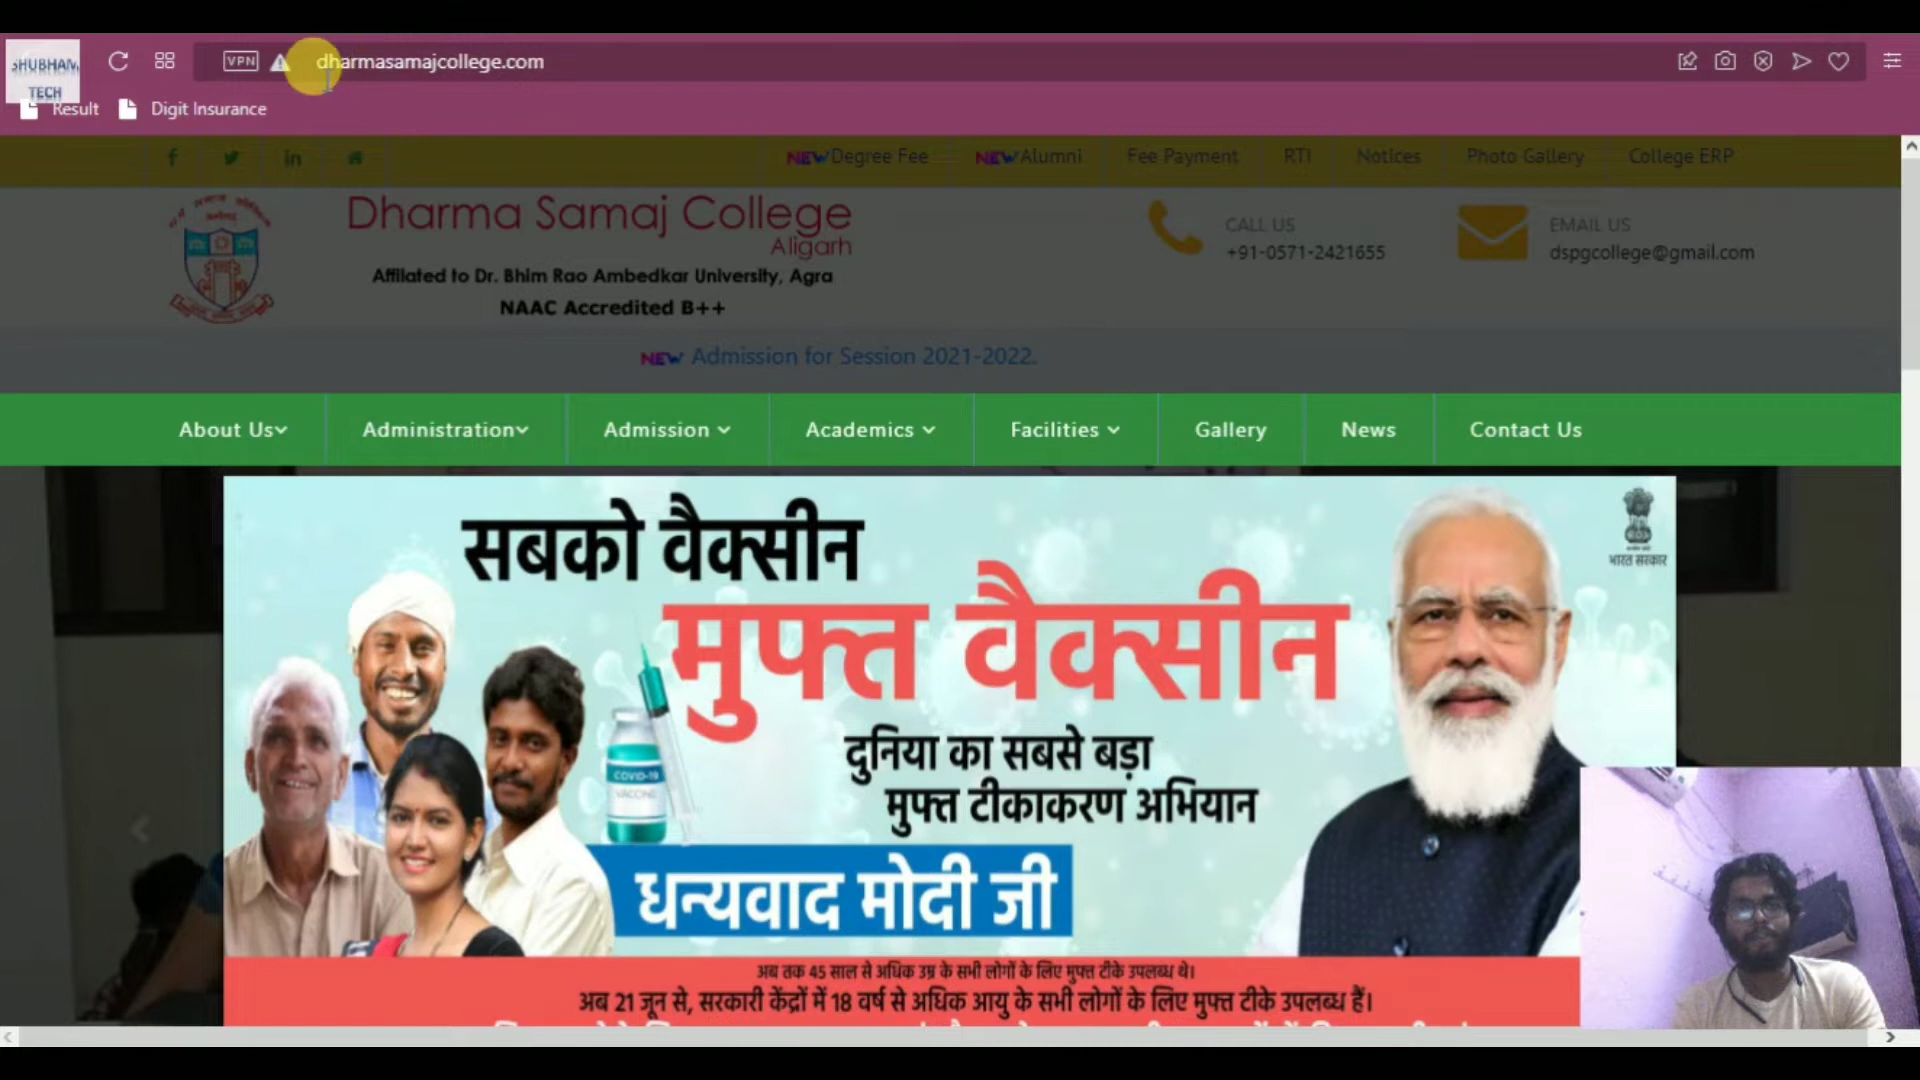 SHUBHAM
TECH
VPN
dharmasamajcollege.com
Result
Digit Insurance
NEW Degree Fee
NEW Alumni
Fee Payment
RTI
Notices
Photo Gallery
College ERP
Dharma Samaj College
Aligarh
Affilated to Dr. Bhim Rao Ambedkar University, Agra
NAAC Accredited B++
CALL US
+91-0571-2421655
EMAIL US
dspgcollege@gmail.com
NEW Admission for Session 2021-2022.
About Us
Administration
Admission
Academics
Facilities
Gallery
News
Contact Us
सबको वैक्सीन
मुफ्त वैक्सीन
दुनिया का सबसे बड़ा
मुफ्त टीकाकरण अभियान
धन्यवाद मोदी जी
भारत सरकार
COVID-19
VACCINE
अब तक 45 साल से अधिक उम्र के सभी लोगों के लिए मुफ्त टीके उपलब्ध थे।
अब 21 जून से, सरकारी केंद्रों में 18 वर्ष से अधिक आयु के सभी लोगों के लिए मुफ्त टीके उपलब्ध हैं।